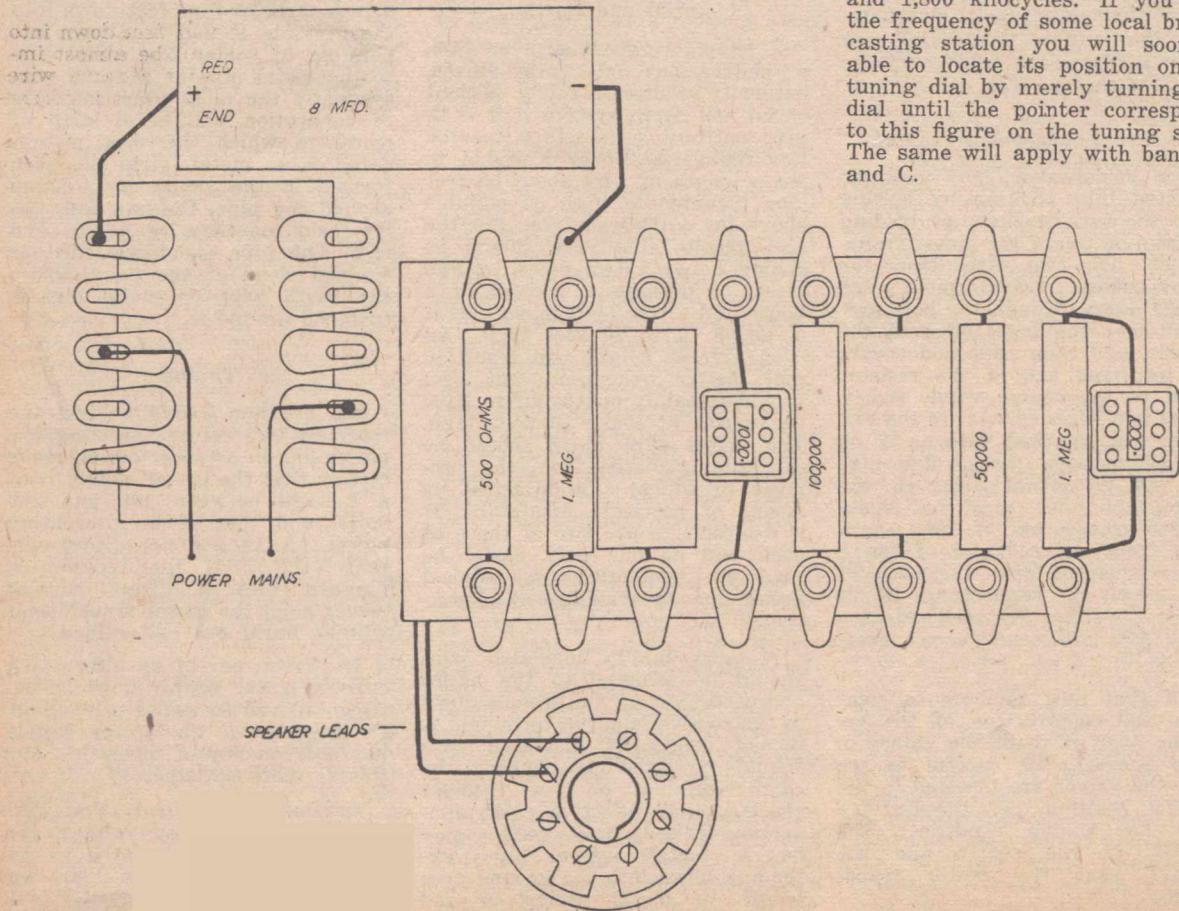 and 1,800 kilocycles. If you
the frequency of some local br
casting station you will soon
able to locate its position on
tuning dial by merely turning
dial until the pointer corresp
to this figure on the tuning s
The same will apply with ban
and C.
RED
+
END
8 MFD.
-
500 OHMS
1. MEG
.0001
100,000
50,000
1. MEG
.0001
POWER MAINS.
SPEAKER LEADS